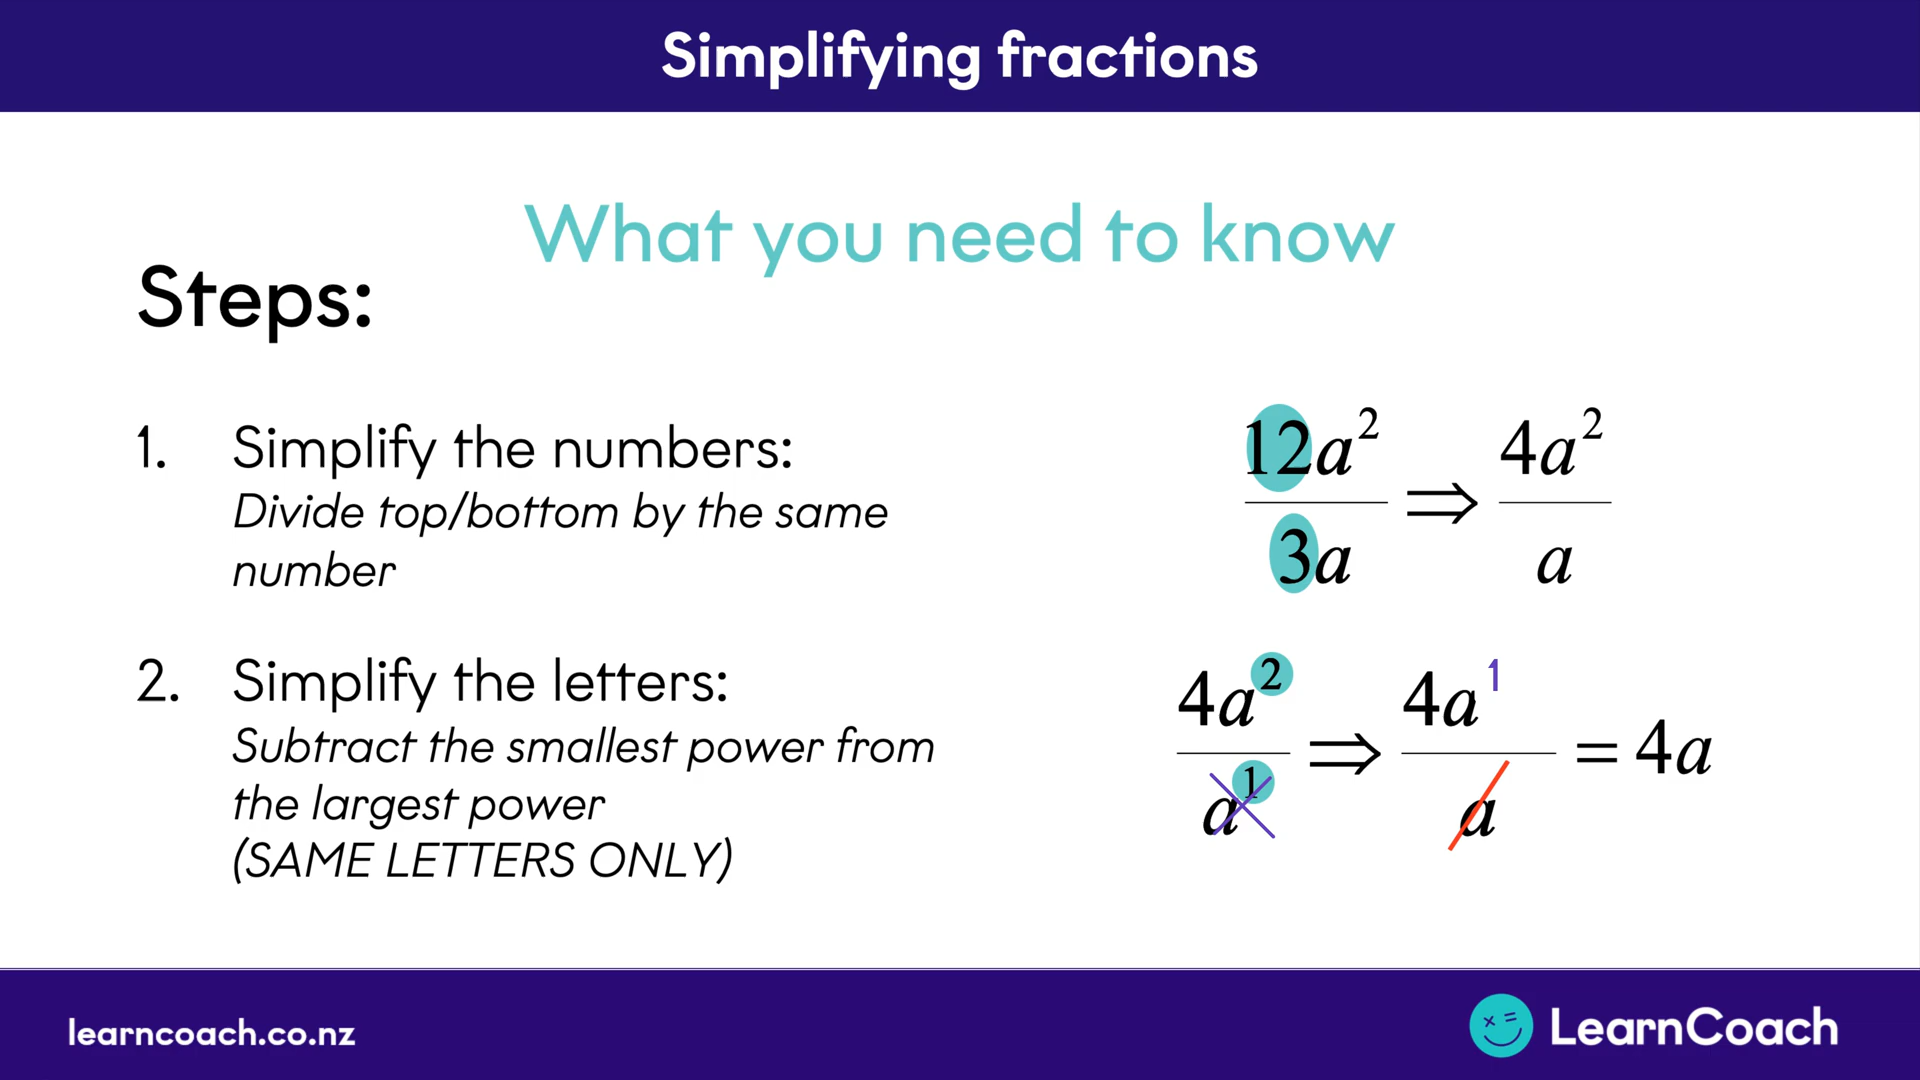 Simplifying fractions
What you need to know
Steps:
1. Simplify the numbers:
Divide top/bottom by the same
number
12a² / 3a ⇒ 4a² / a
2. Simplify the letters:
Subtract the smallest power from
the largest power
(SAME LETTERS ONLY)
4a² / a¹ ⇒ 4a¹ / a = 4a
learncoach.co.nz
LearnCoach